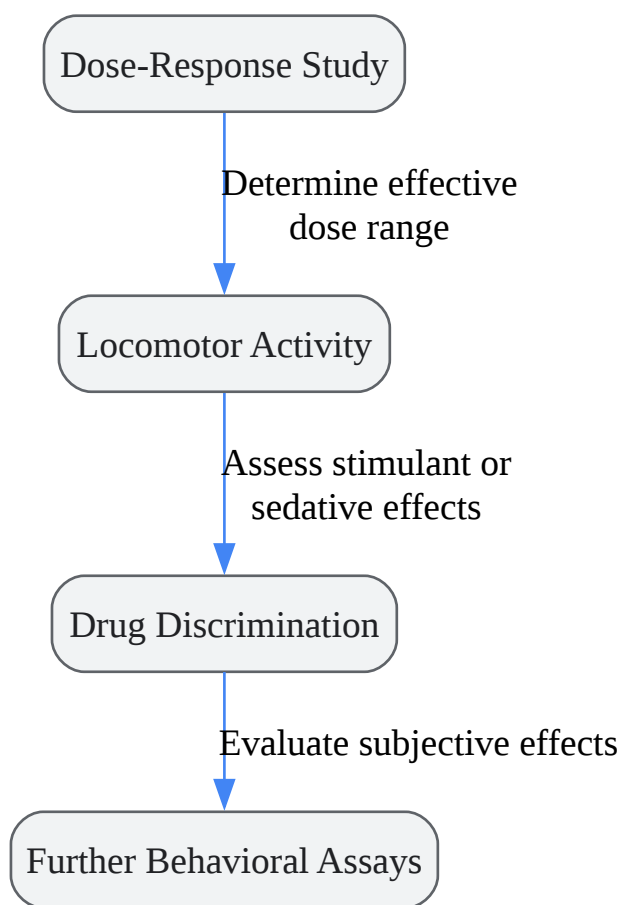 Dose-Response Study
Determine effective
dose range
Locomotor Activity
Assess stimulant or
sedative effects
Drug Discrimination
Evaluate subjective effects
Further Behavioral Assays